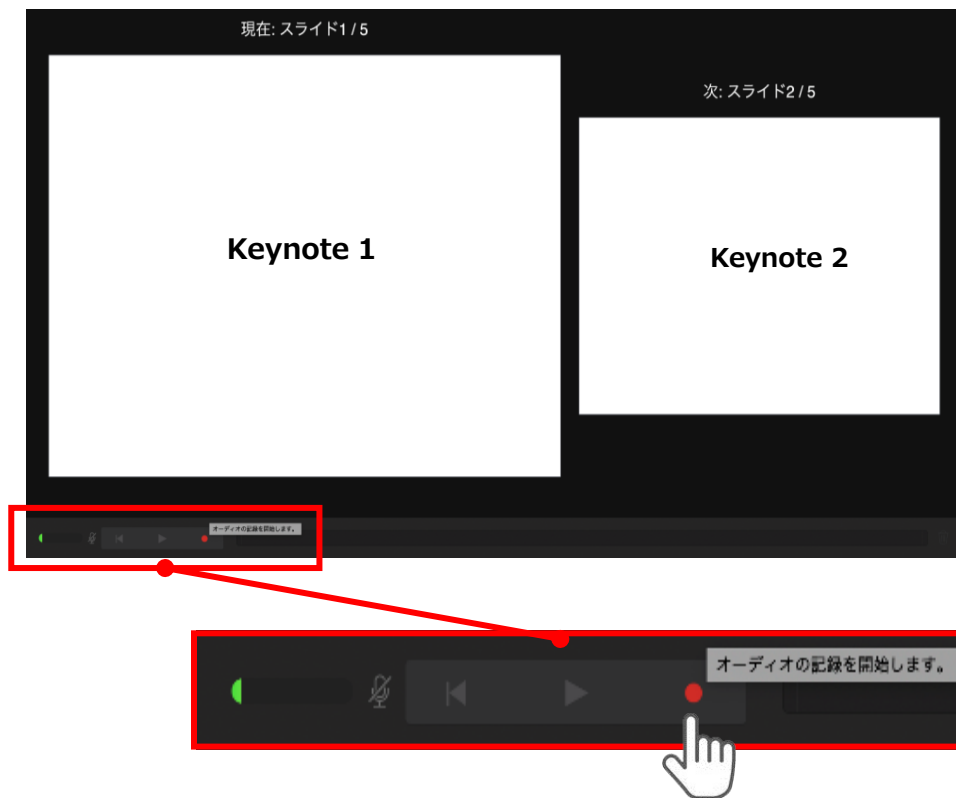 現在: スライド1 / 5
次: スライド2 / 5
Keynote 1
Keynote 2
オーディオの記録を開始します。
オーディオの記録を開始します。